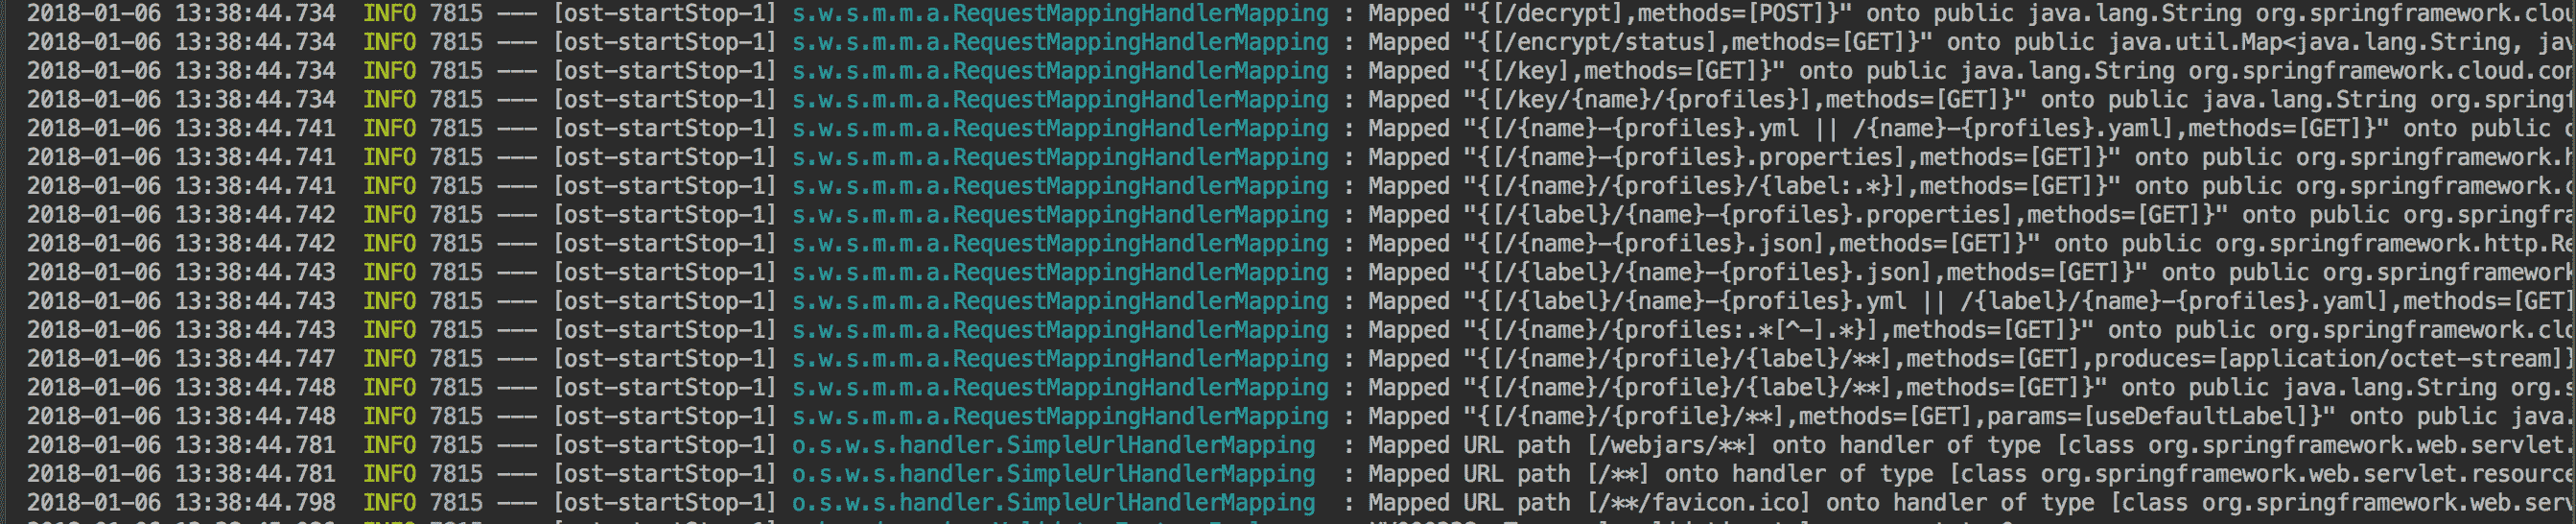 2018-01-06 13:38:44.734 INFO 7815 --- [ost-startStop-1] s.w.s.m.m.a.RequestMappingHandlerMapping : Mapped "{[/decrypt],methods=[POST]}" onto public java.lang.String org.springframework.clou
2018-01-06 13:38:44.734 INFO 7815 --- [ost-startStop-1] s.w.s.m.m.a.RequestMappingHandlerMapping : Mapped "{[/encrypt/status],methods=[GET]}" onto public java.util.Map<java.lang.String, jav
2018-01-06 13:38:44.734 INFO 7815 --- [ost-startStop-1] s.w.s.m.m.a.RequestMappingHandlerMapping : Mapped "{[/key],methods=[GET]}" onto public java.lang.String org.springframework.cloud.con
2018-01-06 13:38:44.734 INFO 7815 --- [ost-startStop-1] s.w.s.m.m.a.RequestMappingHandlerMapping : Mapped "{[/key/{name}/{profiles}],methods=[GET]}" onto public java.lang.String org.spring
2018-01-06 13:38:44.741 INFO 7815 --- [ost-startStop-1] s.w.s.m.m.a.RequestMappingHandlerMapping : Mapped "{[/{name}-{profiles}.yml || /{name}-{profiles}.yaml],methods=[GET]}" onto public
2018-01-06 13:38:44.741 INFO 7815 --- [ost-startStop-1] s.w.s.m.m.a.RequestMappingHandlerMapping : Mapped "{[/{name}-{profiles}.properties],methods=[GET]}" onto public org.springframework.h
2018-01-06 13:38:44.741 INFO 7815 --- [ost-startStop-1] s.w.s.m.m.a.RequestMappingHandlerMapping : Mapped "{[/{name}/{profiles}/{label:.*}],methods=[GET]}" onto public org.springframework.c
2018-01-06 13:38:44.742 INFO 7815 --- [ost-startStop-1] s.w.s.m.m.a.RequestMappingHandlerMapping : Mapped "{[/{label}/{name}-{profiles}.properties],methods=[GET]}" onto public org.springfra
2018-01-06 13:38:44.742 INFO 7815 --- [ost-startStop-1] s.w.s.m.m.a.RequestMappingHandlerMapping : Mapped "{[/{name}-{profiles}.json],methods=[GET]}" onto public org.springframework.http.Re
2018-01-06 13:38:44.743 INFO 7815 --- [ost-startStop-1] s.w.s.m.m.a.RequestMappingHandlerMapping : Mapped "{[/{label}/{name}-{profiles}.json],methods=[GET]}" onto public org.springframework
2018-01-06 13:38:44.743 INFO 7815 --- [ost-startStop-1] s.w.s.m.m.a.RequestMappingHandlerMapping : Mapped "{[/{label}/{name}-{profiles}.yml || /{label}/{name}-{profiles}.yaml],methods=[GET]
2018-01-06 13:38:44.743 INFO 7815 --- [ost-startStop-1] s.w.s.m.m.a.RequestMappingHandlerMapping : Mapped "{[/{name}/{profiles:.*[^-].*}],methods=[GET]}" onto public org.springframework.clo
2018-01-06 13:38:44.747 INFO 7815 --- [ost-startStop-1] s.w.s.m.m.a.RequestMappingHandlerMapping : Mapped "{[/{name}/{profile}/{label}/**],methods=[GET],produces=[application/octet-stream]}
2018-01-06 13:38:44.748 INFO 7815 --- [ost-startStop-1] s.w.s.m.m.a.RequestMappingHandlerMapping : Mapped "{[/{name}/{profile}/{label}/**],methods=[GET]}" onto public java.lang.String org.s
2018-01-06 13:38:44.748 INFO 7815 --- [ost-startStop-1] s.w.s.m.m.a.RequestMappingHandlerMapping : Mapped "{[/{name}/{profile}/**],methods=[GET],params=[useDefaultLabel]}" onto public java.
2018-01-06 13:38:44.781 INFO 7815 --- [ost-startStop-1] o.s.w.s.handler.SimpleUrlHandlerMapping : Mapped URL path [/webjars/**] onto handler of type [class org.springframework.web.servlet.
2018-01-06 13:38:44.781 INFO 7815 --- [ost-startStop-1] o.s.w.s.handler.SimpleUrlHandlerMapping : Mapped URL path [/**] onto handler of type [class org.springframework.web.servlet.resource
2018-01-06 13:38:44.798 INFO 7815 --- [ost-startStop-1] o.s.w.s.handler.SimpleUrlHandlerMapping : Mapped URL path [/**/favicon.ico] onto handler of type [class org.springframework.web.serv